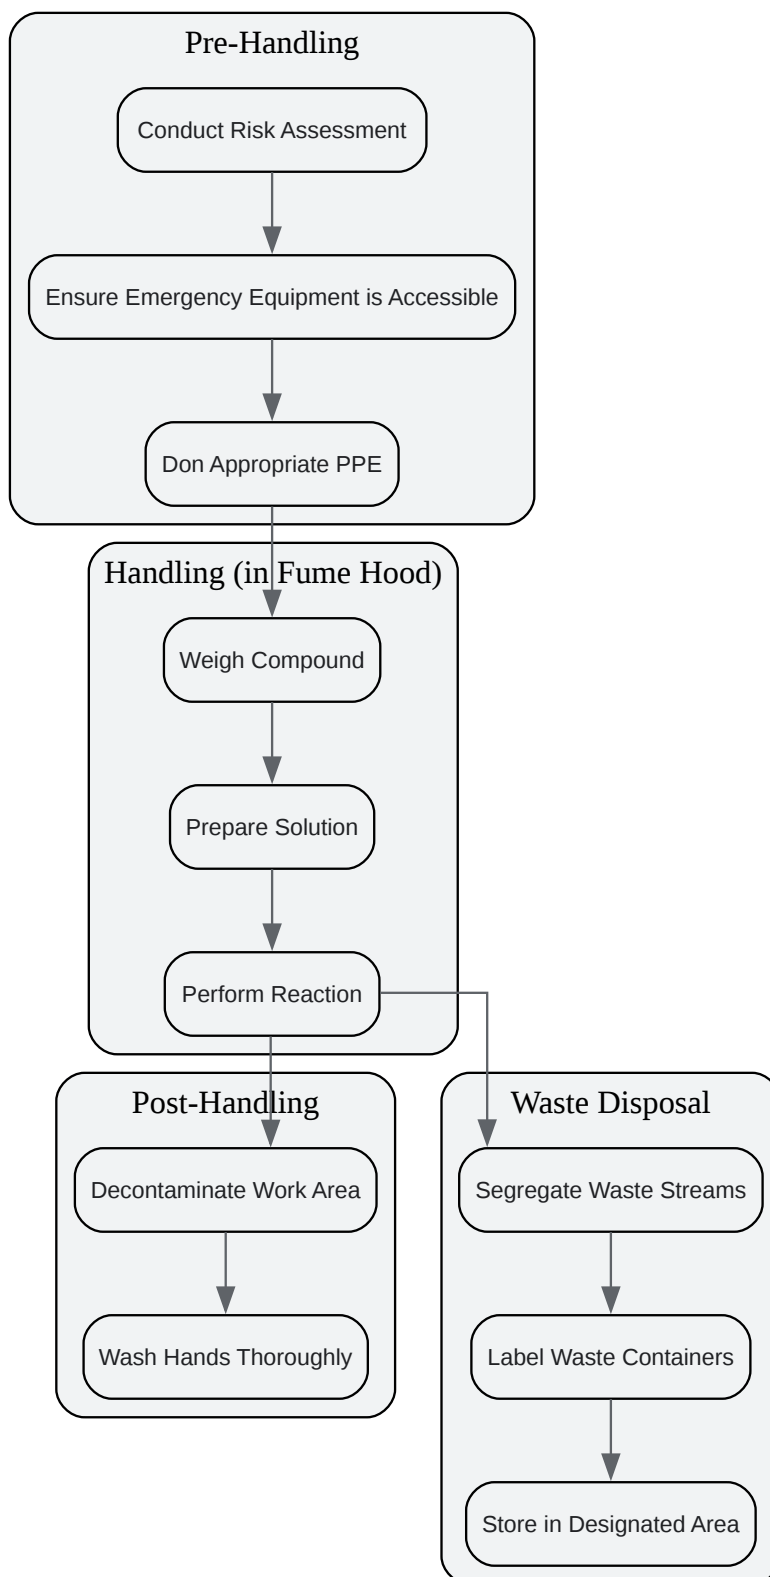 Pre-Handling
Conduct Risk Assessment
Ensure Emergency Equipment is Accessible
Don Appropriate PPE
Handling (in Fume Hood)
Weigh Compound
Prepare Solution
Perform Reaction
Post-Handling
Decontaminate Work Area
Wash Hands Thoroughly
Waste Disposal
Segregate Waste Streams
Label Waste Containers
Store in Designated Area